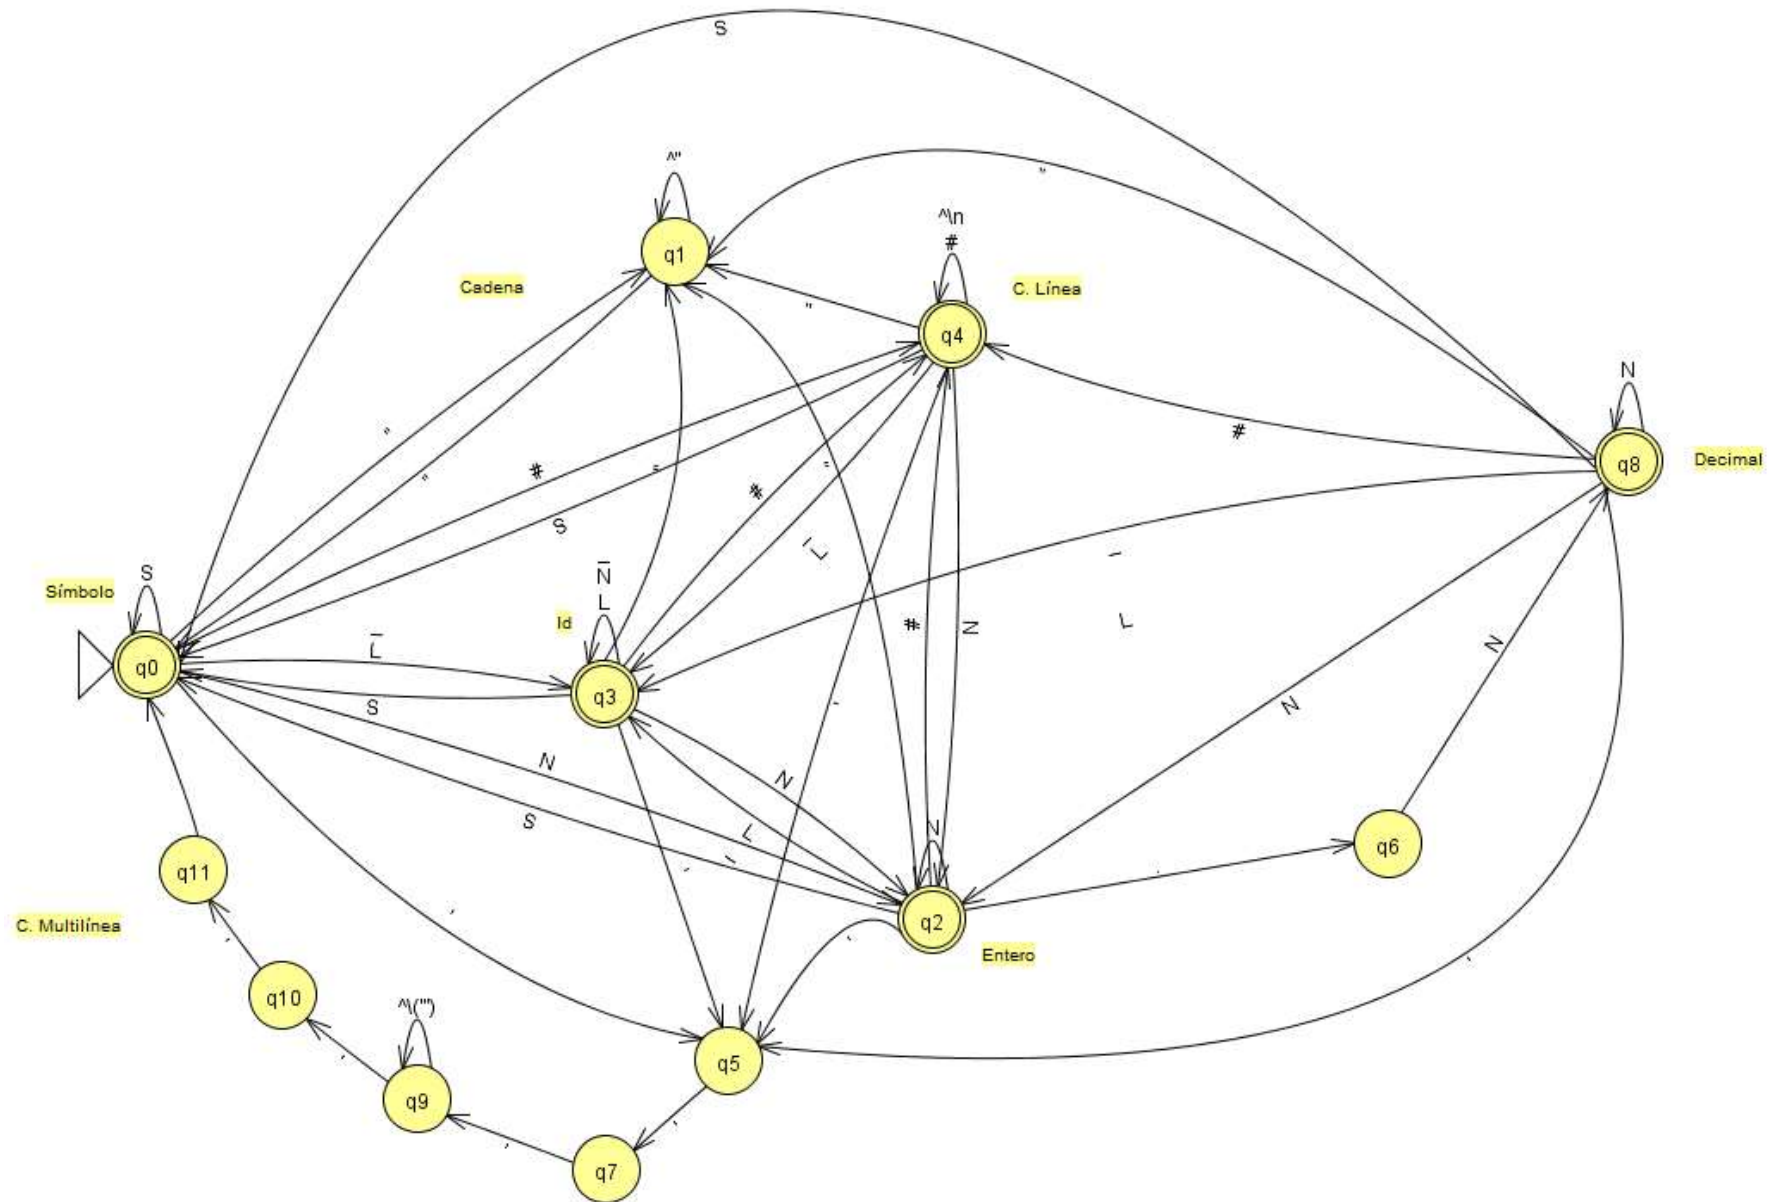 S
^"
"
^\n
#
q1
Cadena
C. Línea
"
q4
N
"
#
q8
Decimal
"
#
"
"
#
"
S
_
L
_
S
_
N
Símbolo
L
Id
#
N
L
N
_
L
q0
q3
S
N
'
N
N
S
L
_
N
'
q6
.
q11
q2
C. Multilínea
'
'
Entero
'
'
q10
^\(''')
'
q5
q9
'
'
q7